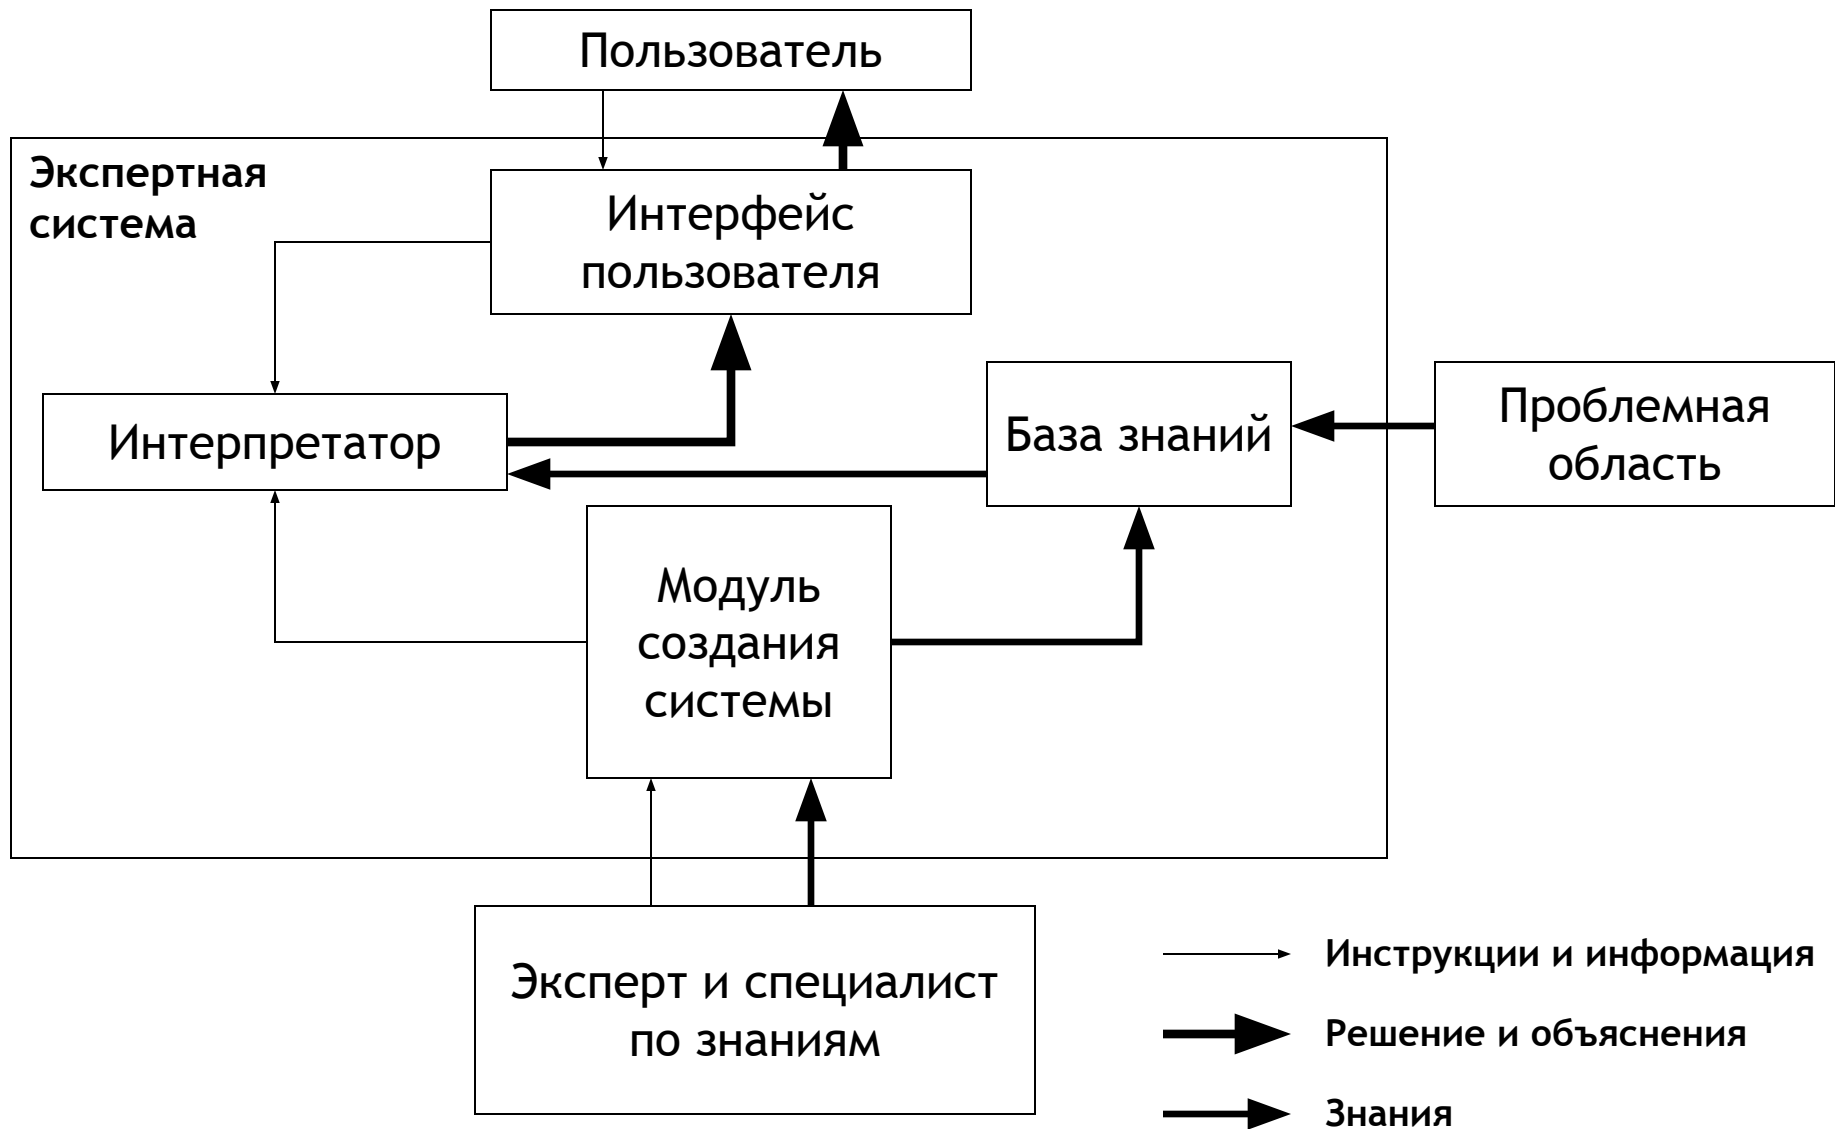 Пользователь
Экспертная
система
Интерфейс
пользователя
Интерпретатор
База знаний
Проблемная
область
Модуль
создания
системы
Эксперт и специалист
по знаниям
Инструкции и информация
Решение и объяснения
Знания